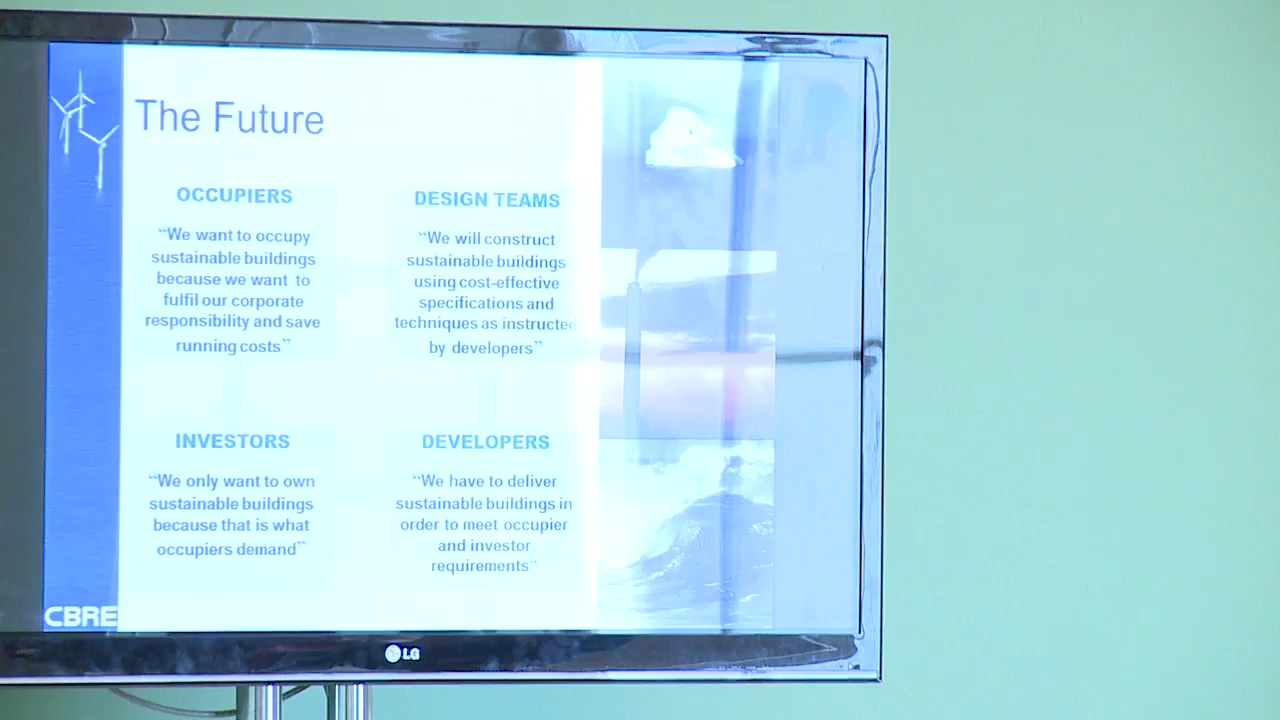 The Future
OCCUPIERS
“We want to occupy
sustainable buildings
because we want to
fulfil our corporate
responsibility and save
running costs”
DESIGN TEAMS
“We will construct
sustainable buildings
using cost-effective
specifications and
techniques as instructed
by developers”
INVESTORS
“We only want to own
sustainable buildings
because that is what
occupiers demand”
DEVELOPERS
“We have to deliver
sustainable buildings in
order to meet occupier
and investor
requirements”
CBRE
LG